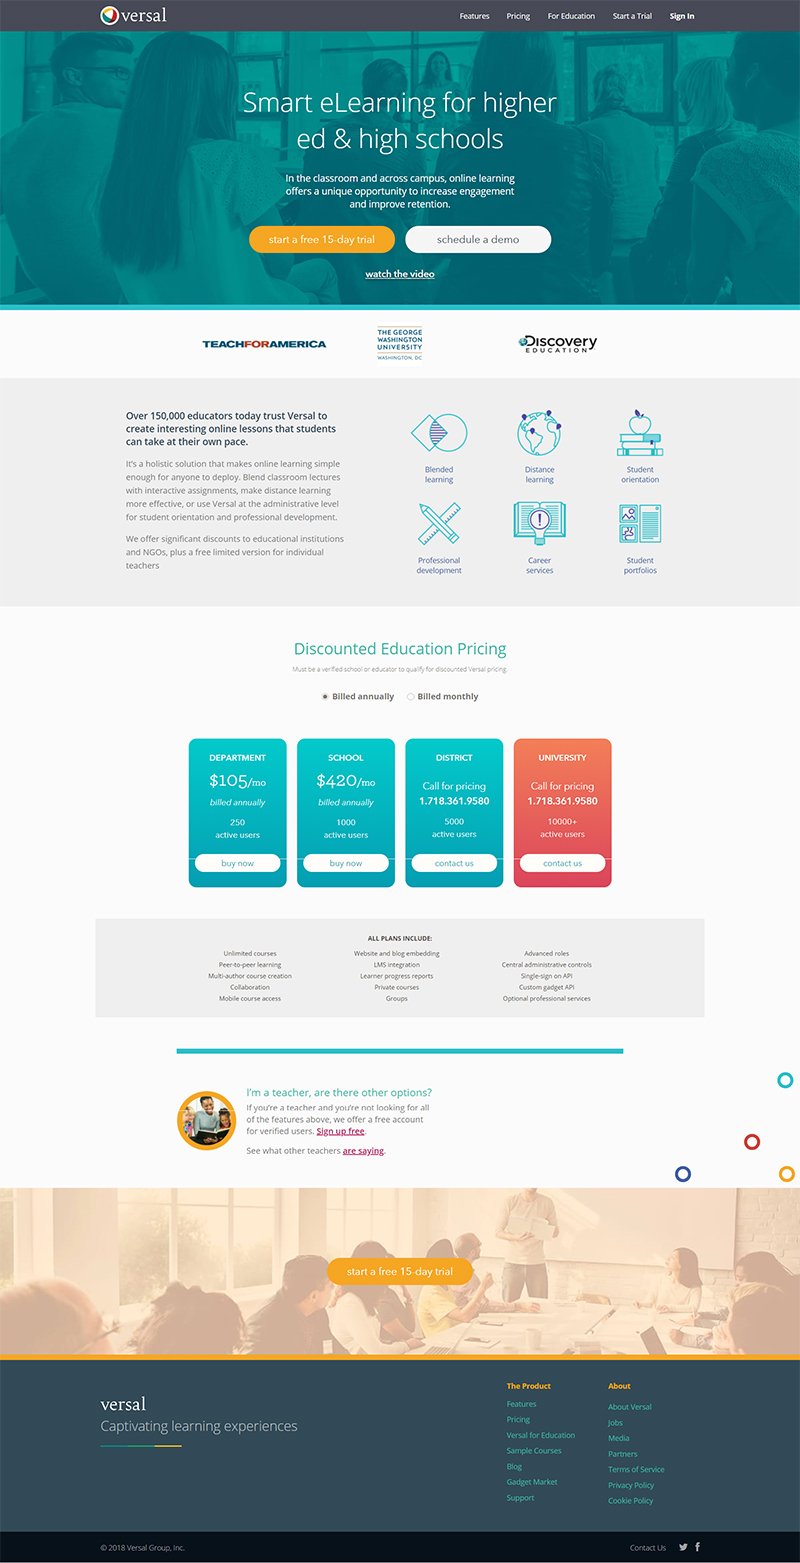 versal
Features Pricing For Education Start a Trial Sign In
Smart eLearning for higher
ed & high schools
In the classroom and across campus, online learning
offers a unique opportunity to increase engagement
and improve retention.
start a free 15-day trial
schedule a demo
watch the video
TEACHFORAMERICA
THE GEORGE
WASHINGTON
UNIVERSITY
WASHINGTON, DC
Discovery
EDUCATION
Over 150,000 educators today trust Versal to
create interesting online lessons that students
can take at their own pace.
It's a holistic solution that makes online learning simple
enough for anyone to deploy. Blend classroom lectures
with interactive assignments, make distance learning
more effective, or use Versal at the administrative level
for student orientation and professional development.
We offer significant discounts to educational institutions
and NGOs, plus a free limited version for individual
teachers
Blended
learning
Distance
learning
Student
orientation
Professional
development
Career
services
Student
portfolios
Discounted Education Pricing
Must be a verified school or educator to qualify for discounted Versal pricing.
Billed annually Billed monthly
DEPARTMENT
$105/mo
billed annually
250
active users
buy now
SCHOOL
$420/mo
billed annually
1000
active users
buy now
DISTRICT
Call for pricing
1.718.361.9580
5000
active users
contact us
UNIVERSITY
Call for pricing
1.718.361.9580
10000+
active users
contact us
ALL PLANS INCLUDE:
Unlimited courses
Peer-to-peer learning
Multi-author course creation
Collaboration
Mobile course access
Website and blog embedding
LMS integration
Learner progress reports
Private courses
Groups
Advanced roles
Central administrative controls
Single-sign on API
Custom gadget API
Optional professional services
I'm a teacher, are there other options?
If you're a teacher and you're not looking for all
of the features above, we offer a free account
for verified users. Sign up free.
See what other teachers are saying.
start a free 15-day trial
versal
Captivating learning experiences
The Product
Features
Pricing
Versal for Education
Sample Courses
Blog
Gadget Market
Support
About
About Versal
Jobs
Media
Partners
Terms of Service
Privacy Policy
Cookie Policy
© 2018 Versal Group, Inc.
Contact Us